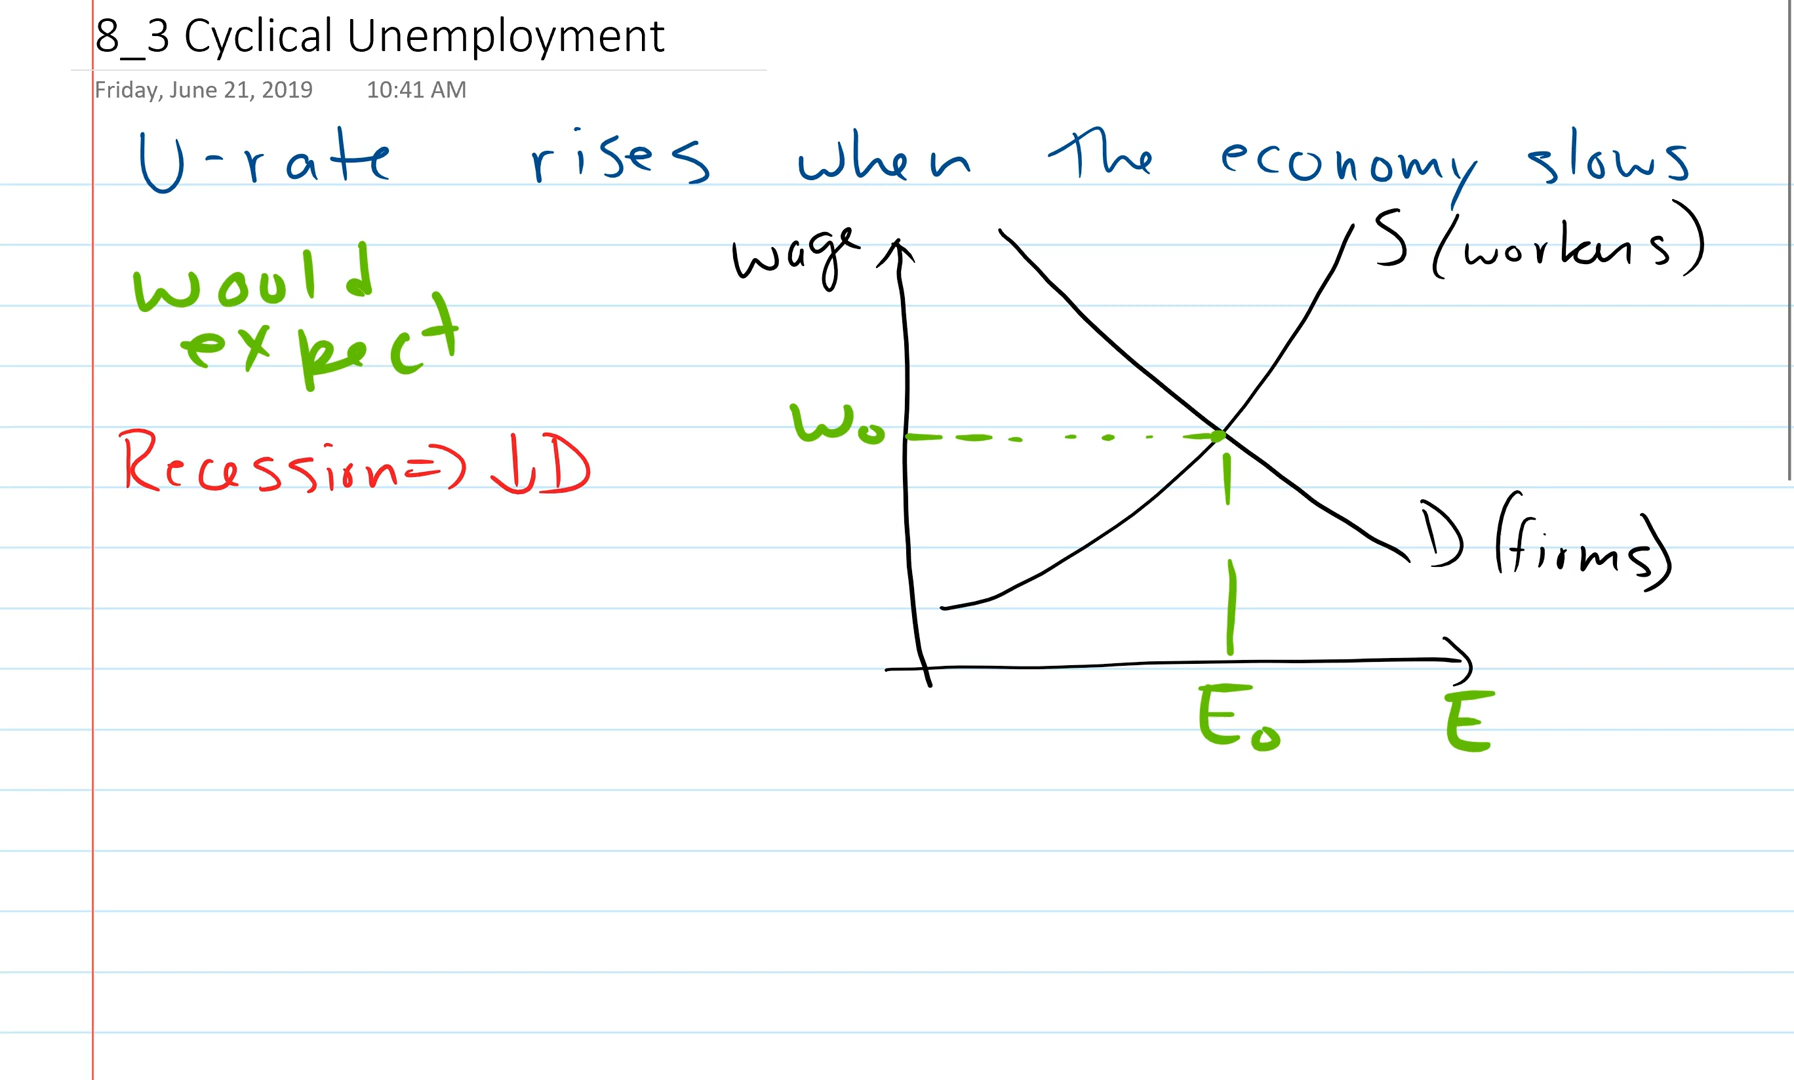 8_3 Cyclical Unemployment
Friday, June 21, 2019 10:41 AM
U-rate rises when the economy slows
would
expect
Recession => ↓D
wage
S (workers)
W₀
D (firms)
E₀
E